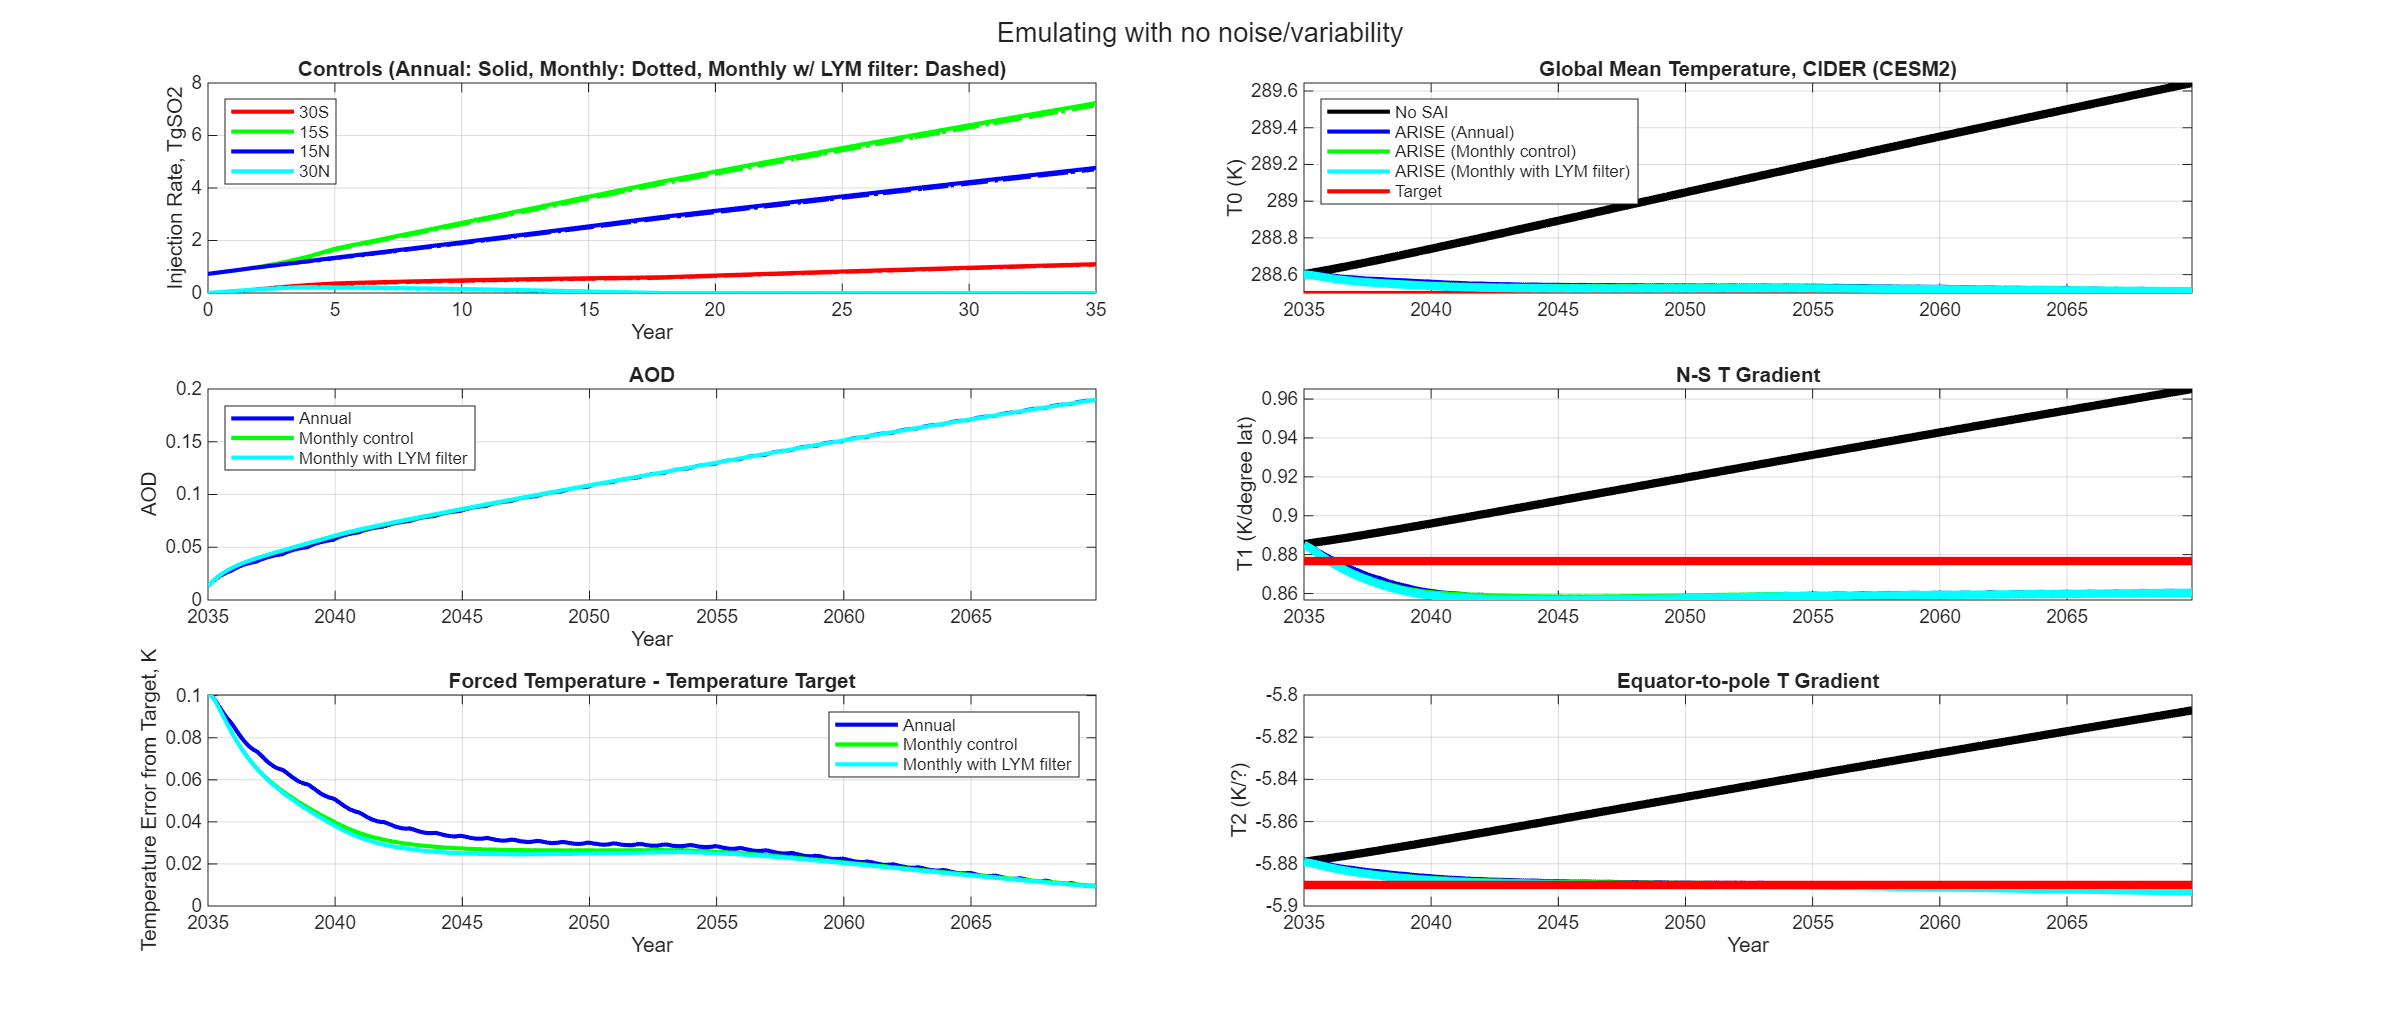 Emulating with no noise/variability
Controls (Annual: Solid, Monthly: Dotted, Monthly w/ LYM filter: Dashed)
8
6
4
2
0
Injection Rate, TgSO2
30S
15S
15N
30N
0 5 10 15 20 25 30 35
Year
Global Mean Temperature, CIDER (CESM2)
289.6
289.4
289.2
289
288.8
288.6
T0 (K)
No SAI
ARISE (Annual)
ARISE (Monthly control)
ARISE (Monthly with LYM filter)
Target
2035 2040 2045 2050 2055 2060 2065
AOD
0.2
0.15
0.1
0.05
0
AOD
Annual
Monthly control
Monthly with LYM filter
2035 2040 2045 2050 2055 2060 2065
Year
N-S T Gradient
0.96
0.94
0.92
0.9
0.88
0.86
T1 (K/degree lat)
2035 2040 2045 2050 2055 2060 2065
Forced Temperature - Temperature Target
0.1
0.08
0.06
0.04
0.02
0
Temperature Error from Target, K
Annual
Monthly control
Monthly with LYM filter
2035 2040 2045 2050 2055 2060 2065
Year
Equator-to-pole T Gradient
-5.8
-5.82
-5.84
-5.86
-5.88
-5.9
T2 (K/?)
2035 2040 2045 2050 2055 2060 2065
Year